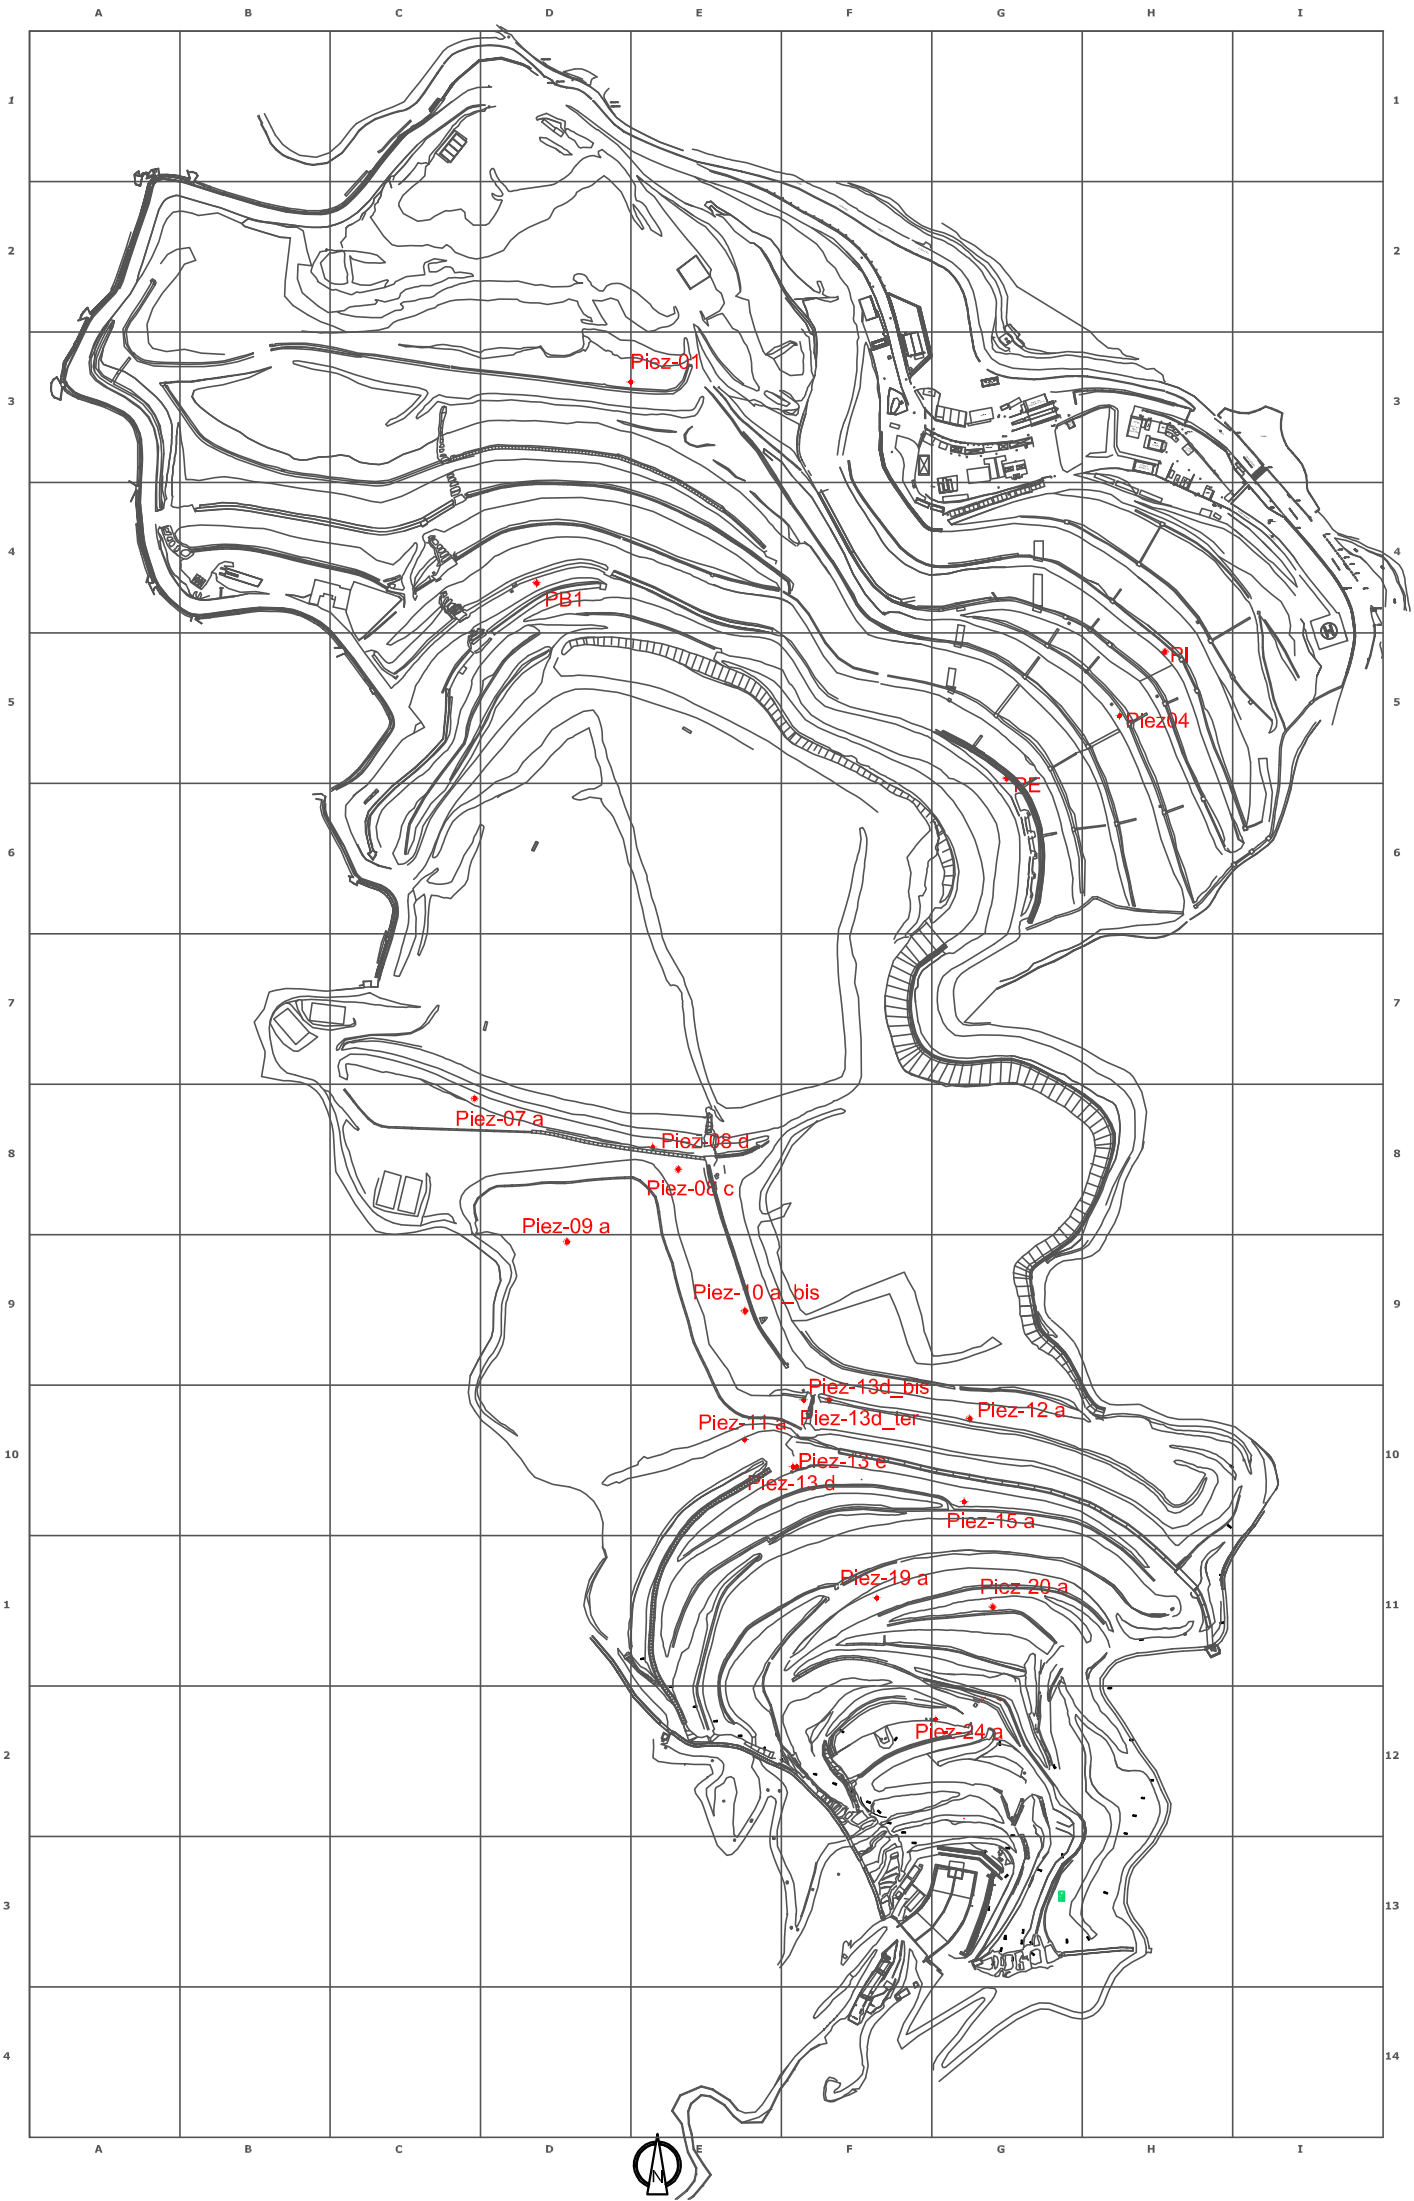 A B C D E F G H I
1 1
2 2
Piez-01
3 3
4 4
PB1
PI
5 5
Piez04
PE
6 6
7 7
Piez-07 a
Piez-08 d
8 8
Piez-08 c
Piez-09 a
Piez-10 a_bis
9 9
Piez-13d_bis
Piez-12 a
Piez-13d_ter
Piez-11 a
10 10
Piez-13 e
Piez-13 d
Piez-15 a
Piez-19 a
Piez-20 a
1 11
Piez-24 a
2 12
3 13
4 14
A B C D E F G H I
N
H